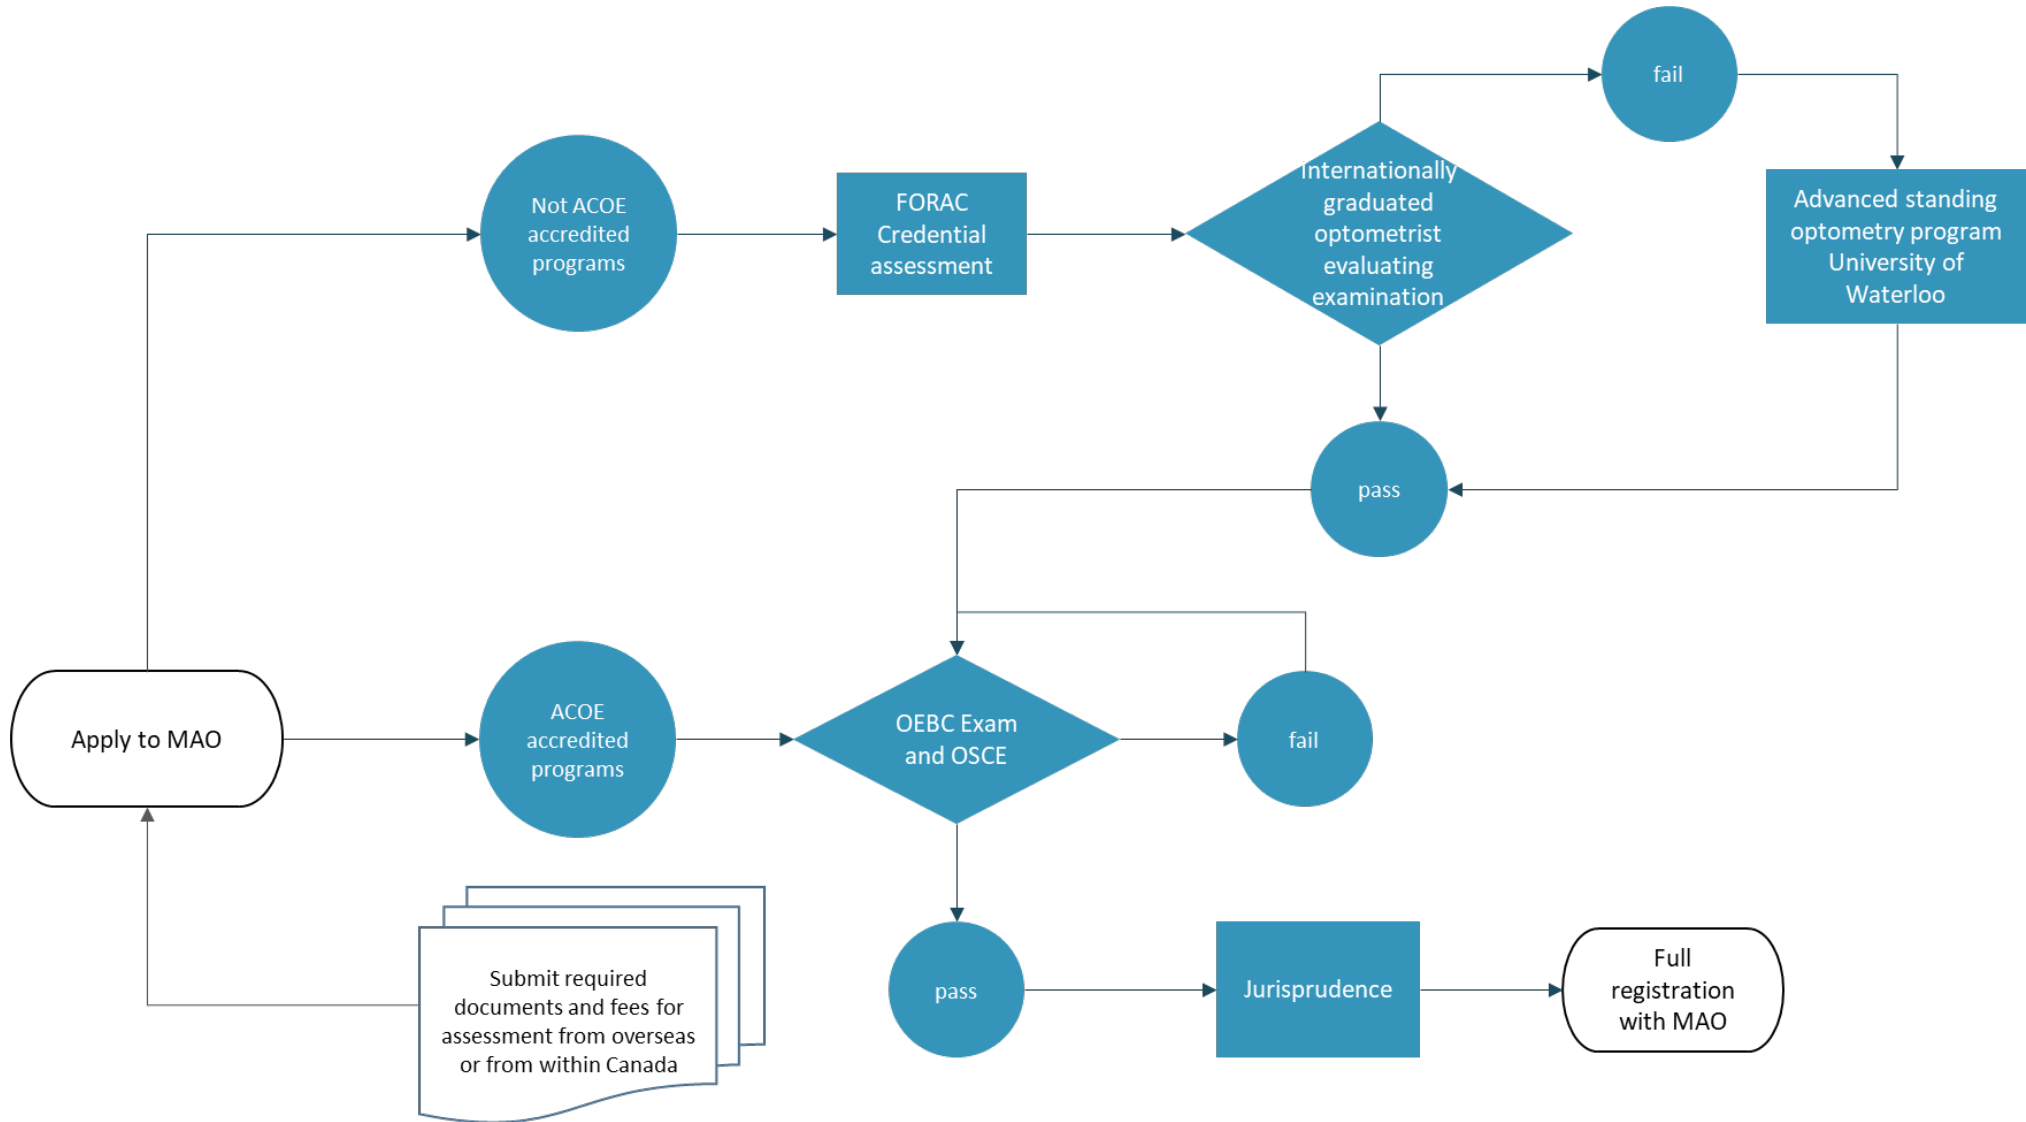 fail
Not ACOE
accredited
programs
FORAC
Credential
assessment
internationally
graduated
optometrist
evaluating
examination
Advanced standing
optometry program
University of
Waterloo
pass
Apply to MAO
ACOE
accredited
programs
OEBC Exam
and OSCE
fail
Submit required
documents and fees for
assessment from overseas
or from within Canada
pass
Jurisprudence
Full
registration
with MAO